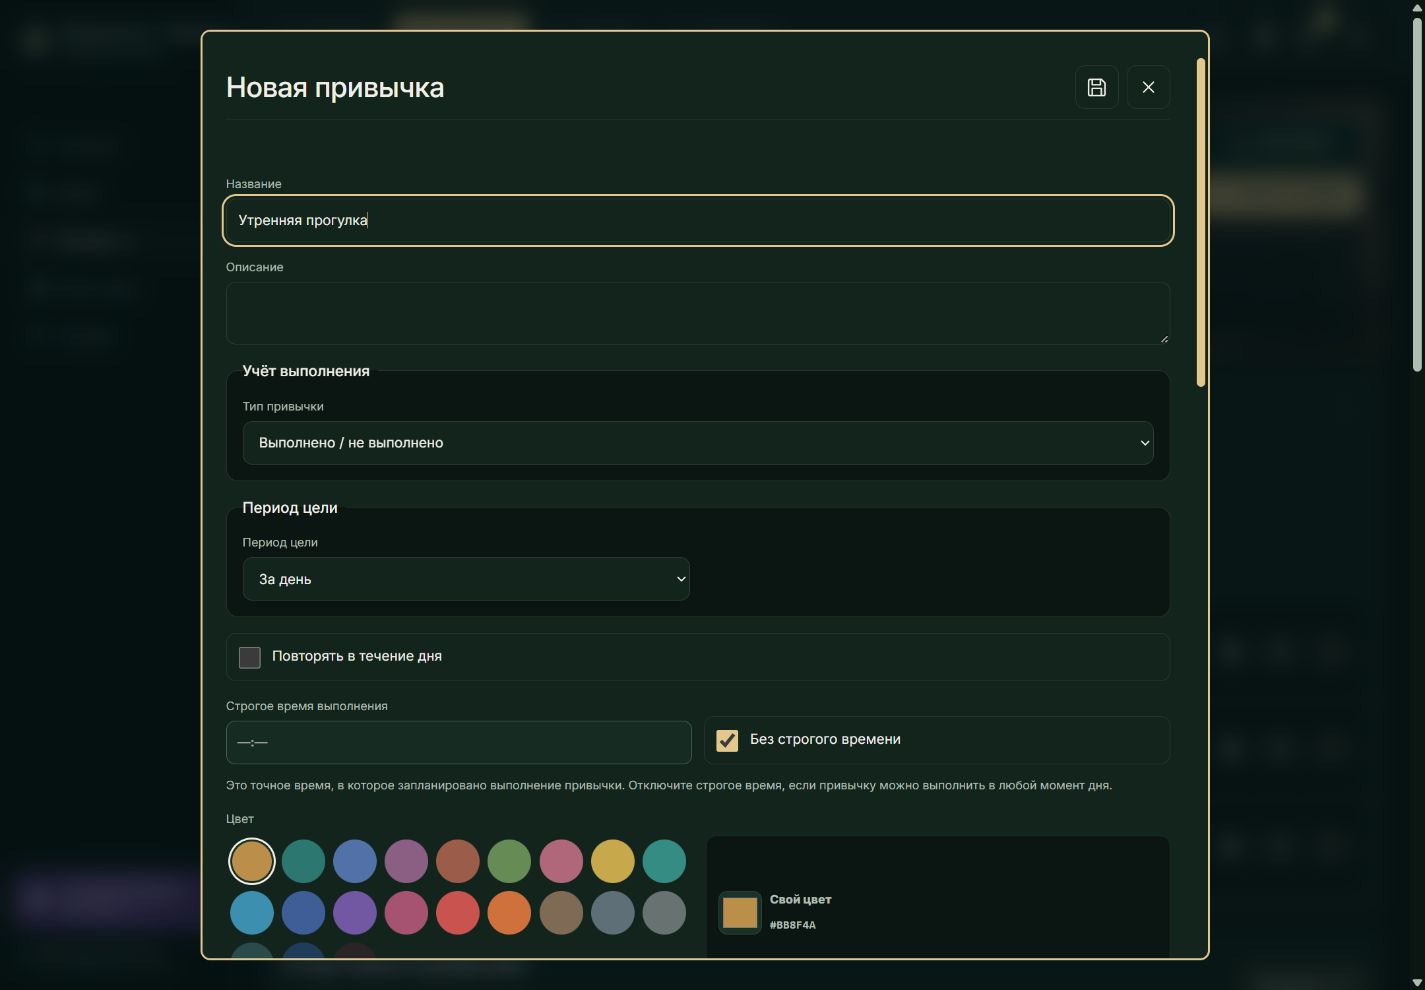 Новая привычка
Название
Утренняя прогулка
Описание
Учёт выполнения
Тип привычки
Выполнено / не выполнено
Период цели
Период цели
За день
Повторять в течение дня
Строгое время выполнения
—:—
Без строгого времени
Это точное время, в которое запланировано выполнение привычки. Отключите строгое время, если привычку можно выполнить в любой момент дня.
Цвет
Свой цвет
#BB8F4A